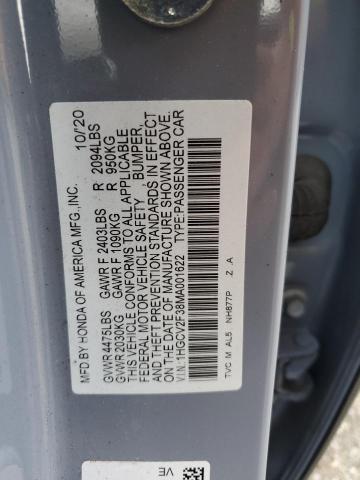 MFD BY HONDA OF AMERICA MFG., INC. 10/20
GVWR 4475LBS GAWR F 2403LBS R 2094LBS
GVWR 2030KG GAWR F 1090KG R 950KG
THIS VEHICLE CONFORMS TO ALL APPLICABLE
FEDERAL MOTOR VEHICLE SAFETY, BUMPER,
AND THEFT PREVENTION STANDARDS IN EFFECT
ON THE DATE OF MANUFACTURE SHOWN ABOVE.
V.I.N.: 1HGCV2F38MA001622 TYPE:PASSENGER CAR
TVC M AL5 NH877P Z A
VE